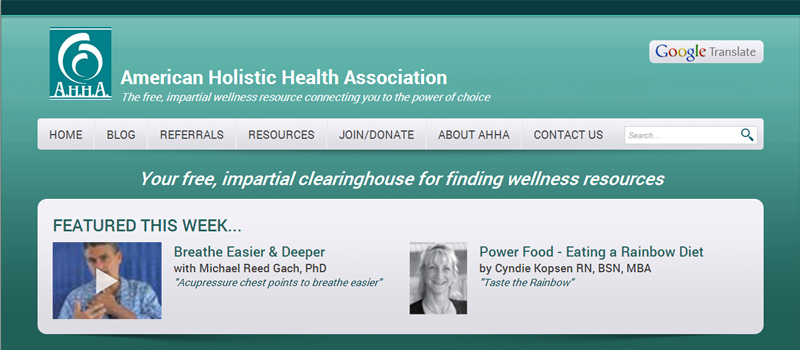 A.H.H.A.
American Holistic Health Association
The free, impartial wellness resource connecting you to the power of choice
Google Translate
HOME BLOG REFERRALS RESOURCES JOIN/DONATE ABOUT AHHA CONTACT US Search...
Your free, impartial clearinghouse for finding wellness resources
FEATURED THIS WEEK...
Breathe Easier & Deeper
with Michael Reed Gach, PhD
"Acupressure chest points to breathe easier"
Power Food - Eating a Rainbow Diet
by Cyndie Kopsen RN, BSN, MBA
"Taste the Rainbow"